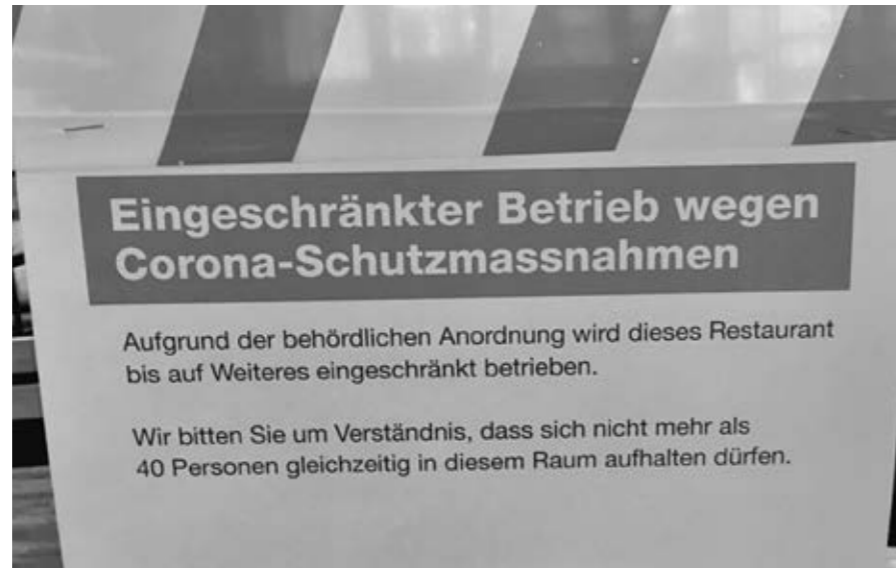 Eingeschränkter Betrieb wegen
Corona-Schutzmassnahmen
Aufgrund der behördlichen Anordnung wird dieses Restaurant
bis auf Weiteres eingeschränkt betrieben.
Wir bitten Sie um Verständnis, dass sich nicht mehr als
40 Personen gleichzeitig in diesem Raum aufhalten dürfen.